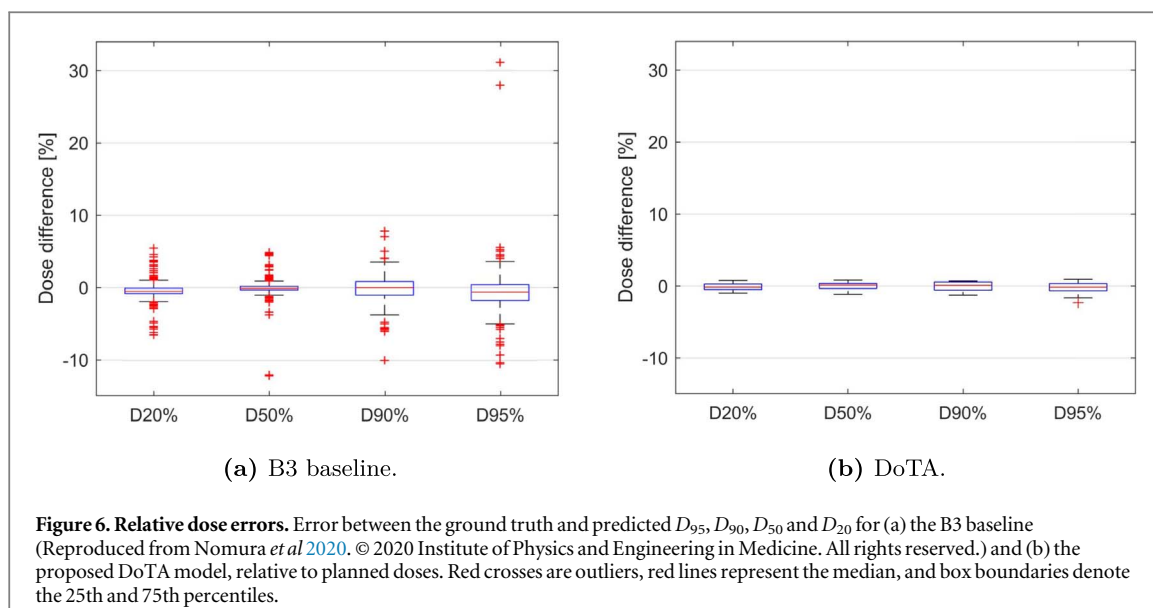 30
20
10
0
-10
Dose difference [%]
D20% D50% D90% D95%
(a) B3 baseline.
30
20
10
0
-10
Dose difference [%]
D20% D50% D90% D95%
(b) DoTA.
Figure 6. Relative dose errors. Error between the ground truth and predicted D95, D90, D50 and D20 for (a) the B3 baseline
(Reproduced from Nomura et al 2020. © 2020 Institute of Physics and Engineering in Medicine. All rights reserved.) and (b) the
proposed DoTA model, relative to planned doses. Red crosses are outliers, red lines represent the median, and box boundaries denote
the 25th and 75th percentiles.